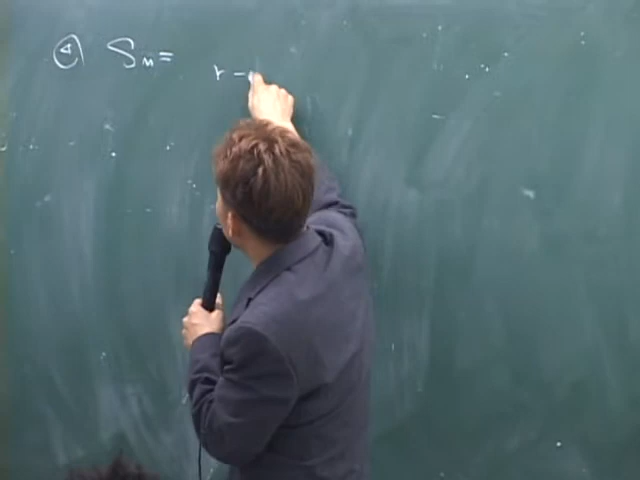 ④ Sₙ = r −